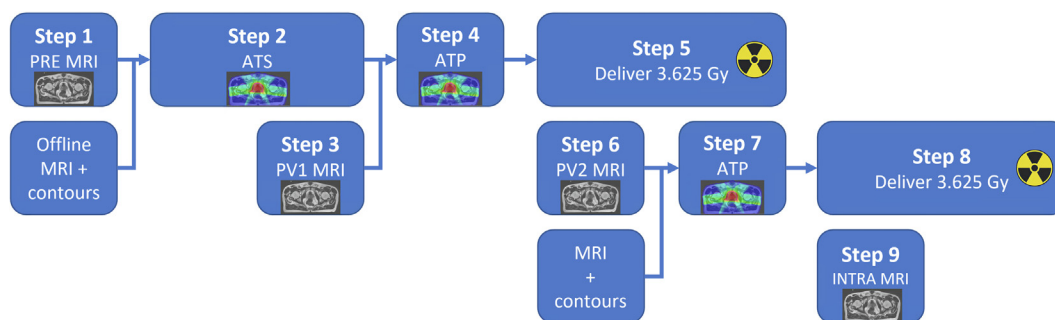 Step 1
PRE MRI
Offline
MRI +
contours
Step 2
ATS
Step 3
PV1 MRI
Step 4
ATP
Step 5
Deliver 3.625 Gy
Step 6
PV2 MRI
MRI
+
contours
Step 7
ATP
Step 8
Deliver 3.625 Gy
Step 9
INTRA MRI